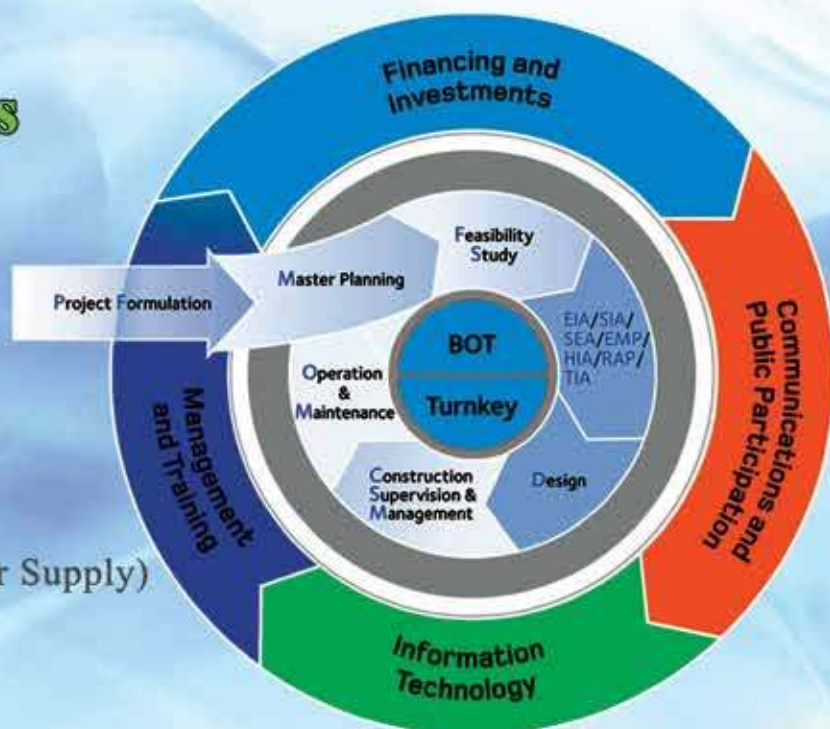 s
Financing and
Investments
Feasibility
Study
Master Planning
Project Formulation
EIA/SIA/
SEA/EMP/
HIA/RAP/
TIA
BOT
Turnkey
Operation
&
Maintenance
Communications and
Public Participation
Management
and Training
Construction
Supervision &
Management
Design
r Supply)
Information
Technology